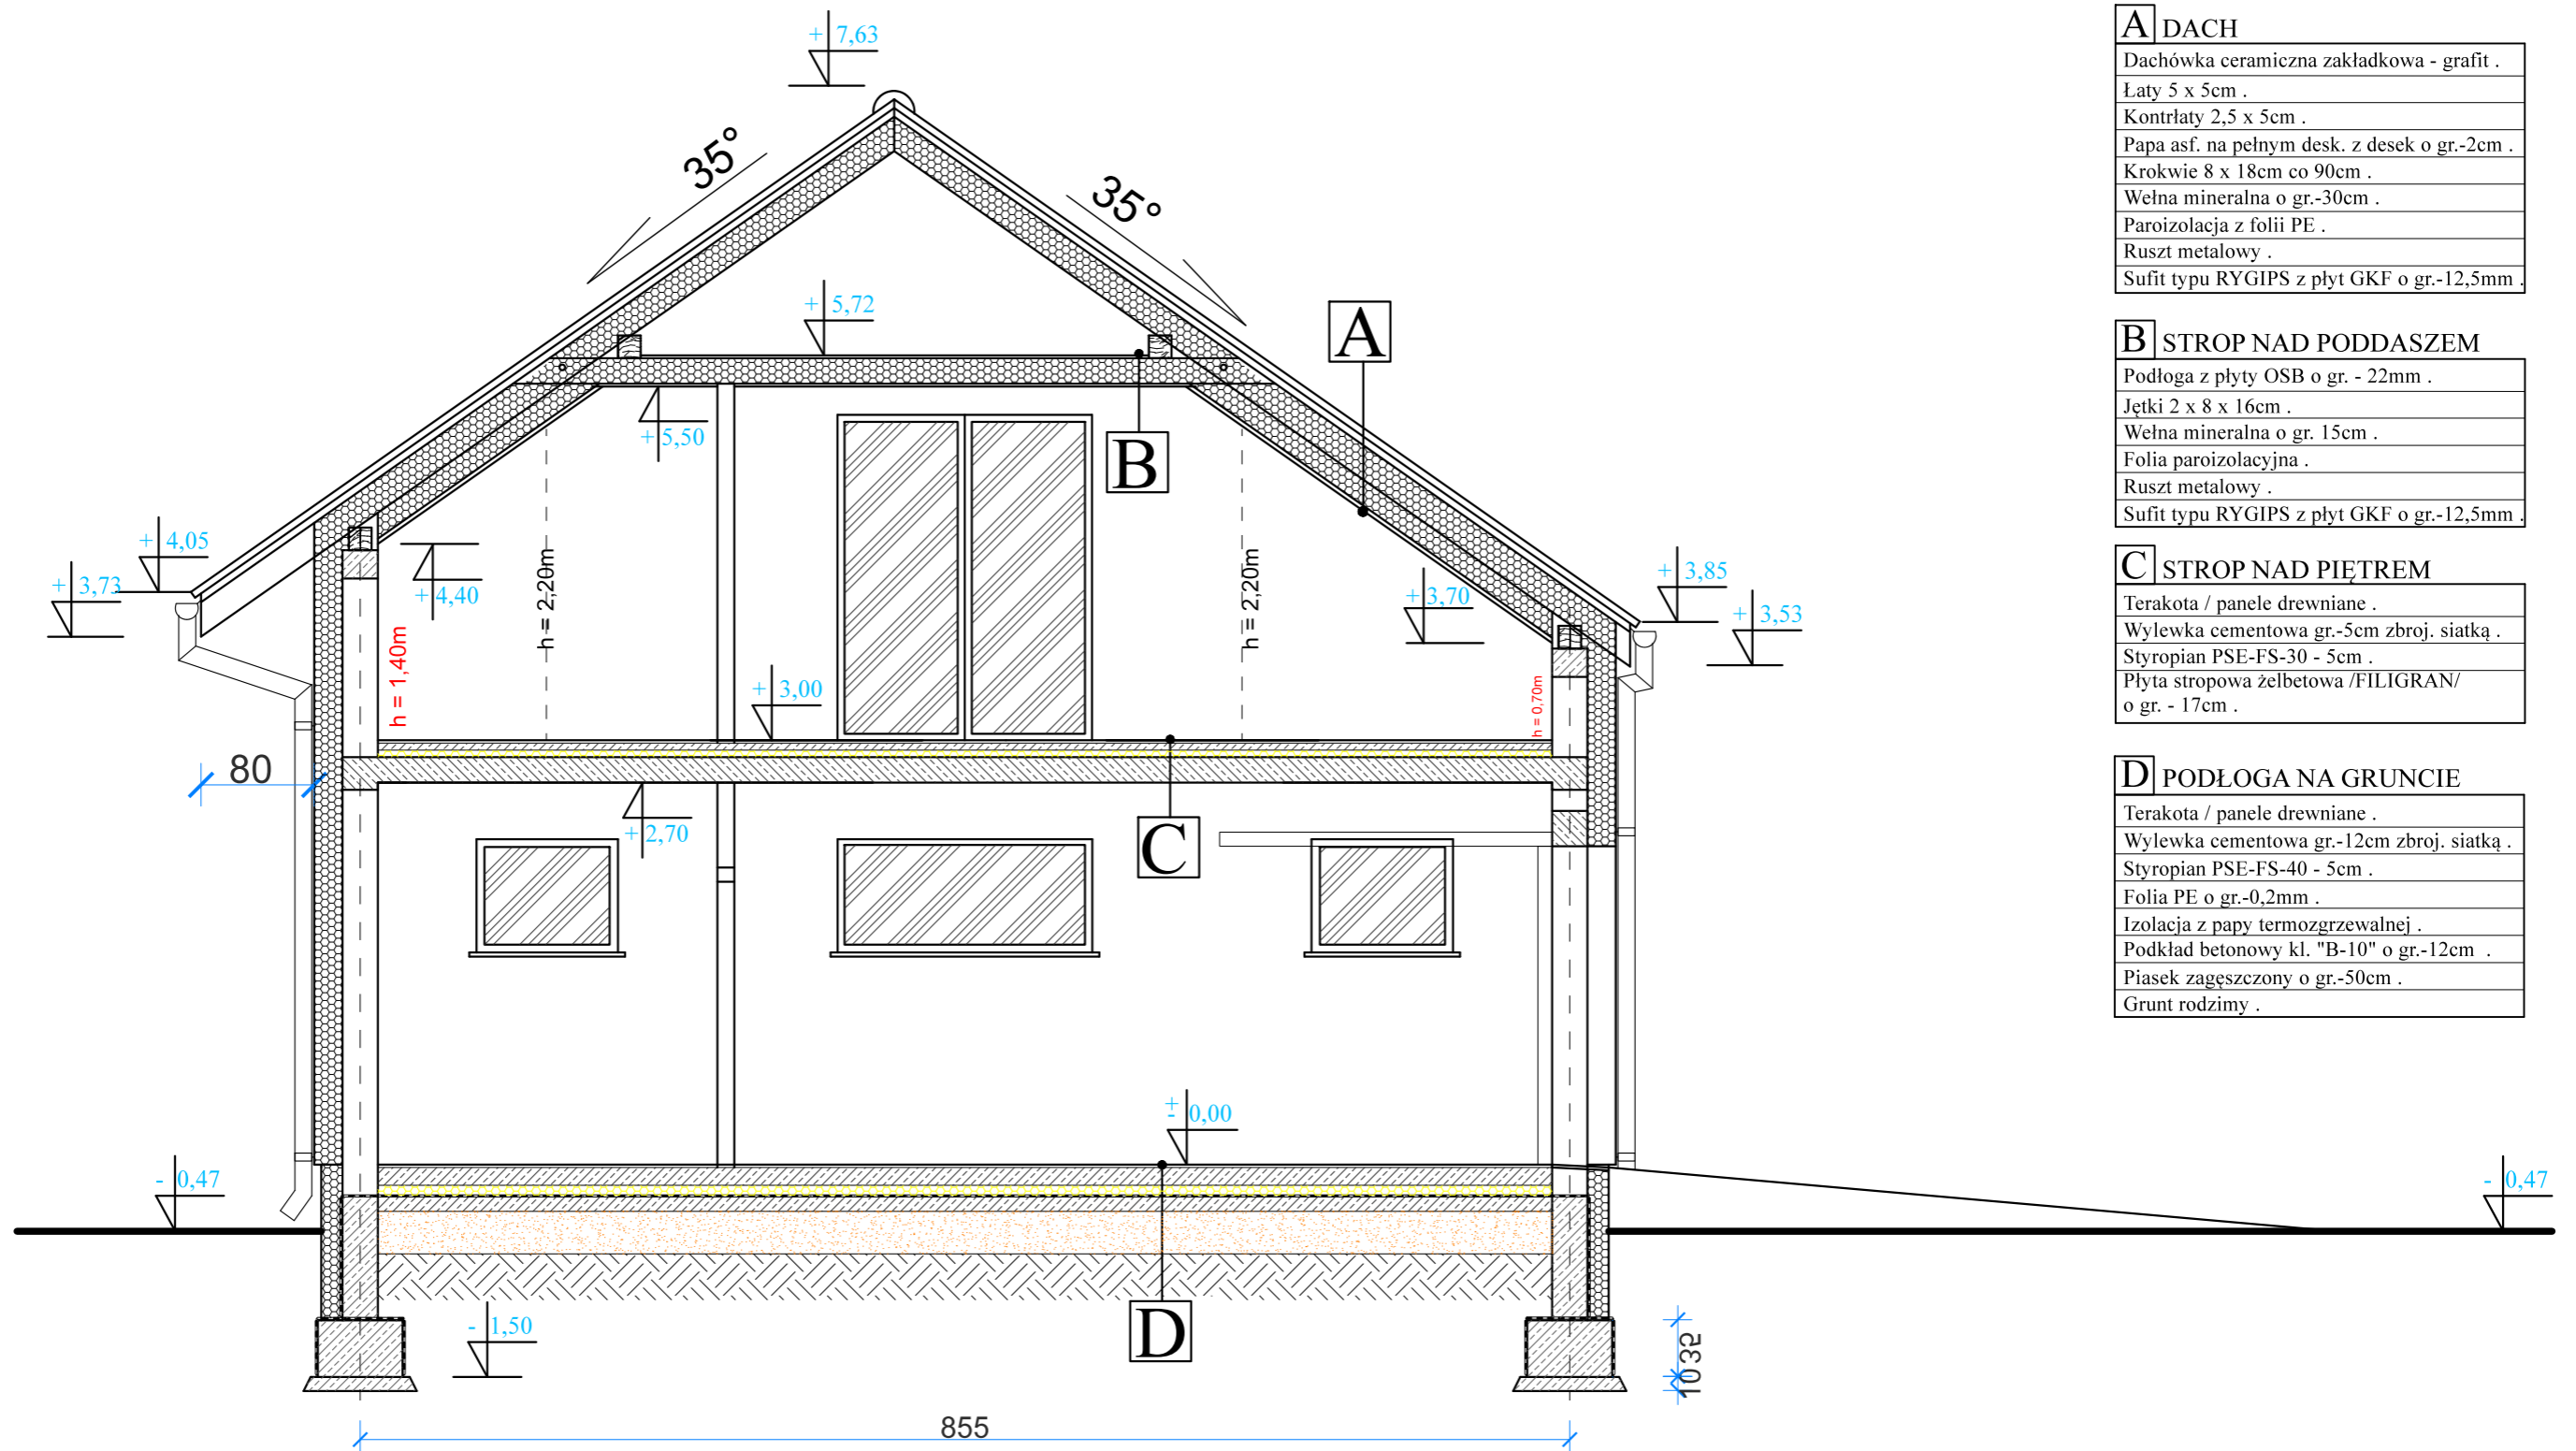 + 7,63
35°
35°
+ 5,72
A
+ 5,50
B
+ 4,05
+ 3,73
+ 4,40
h = 2,20m
h = 2,20m
+ 3,70
+ 3,85
+ 3,53
h = 1,40m
+ 3,00
h = 0,70m
80
+ 2,70
C
+
- 0,00
- 0,47
- 0,47
- 1,50
D
35
10
855
A DACH
Dachówka ceramiczna zakładkowa - grafit .
Łaty 5 x 5cm .
Kontrłaty 2,5 x 5cm .
Papa asf. na pełnym desk. z desek o gr.-2cm .
Krokwie 8 x 18cm co 90cm .
Wełna mineralna o gr.-30cm .
Paroizolacja z folii PE .
Ruszt metalowy .
Sufit typu RYGIPS z płyt GKF o gr.-12,5mm .
B STROP NAD PODDASZEM
Podłoga z płyty OSB o gr. - 22mm .
Jętki 2 x 8 x 16cm .
Wełna mineralna o gr. 15cm .
Folia paroizolacyjna .
Ruszt metalowy .
Sufit typu RYGIPS z płyt GKF o gr.-12,5mm .
C STROP NAD PIĘTREM
Terakota / panele drewniane .
Wylewka cementowa gr.-5cm zbroj. siatką .
Styropian PSE-FS-30 - 5cm .
Płyta stropowa żelbetowa /FILIGRAN/
o gr. - 17cm .
D PODŁOGA NA GRUNCIE
Terakota / panele drewniane .
Wylewka cementowa gr.-12cm zbroj. siatką .
Styropian PSE-FS-40 - 5cm .
Folia PE o gr.-0,2mm .
Izolacja z papy termozgrzewalnej .
Podkład betonowy kl. "B-10" o gr.-12cm .
Piasek zagęszczony o gr.-50cm .
Grunt rodzimy .